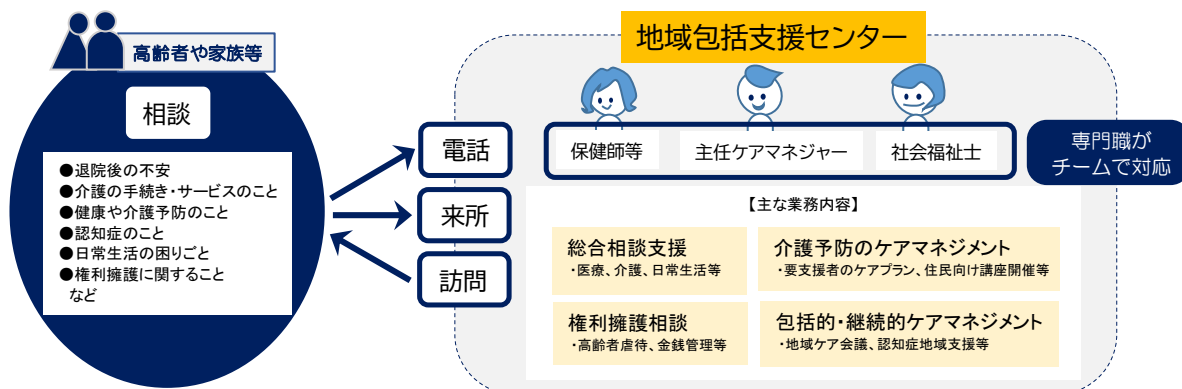 高齢者や家族等
相談
●退院後の不安
●介護の手続き・サービスのこと
●健康や介護予防のこと
●認知症のこと
●日常生活の困りごと
●権利擁護に関すること
など
電話
来所
訪問
地域包括支援センター
保健師等
主任ケアマネジャー
社会福祉士
専門職が
チームで対応
【主な業務内容】
総合相談支援
・医療、介護、日常生活等
介護予防のケアマネジメント
・要支援者のケアプラン、住民向け講座開催等
権利擁護相談
・高齢者虐待、金銭管理等
包括的・継続的ケアマネジメント
・地域ケア会議、認知症地域支援等